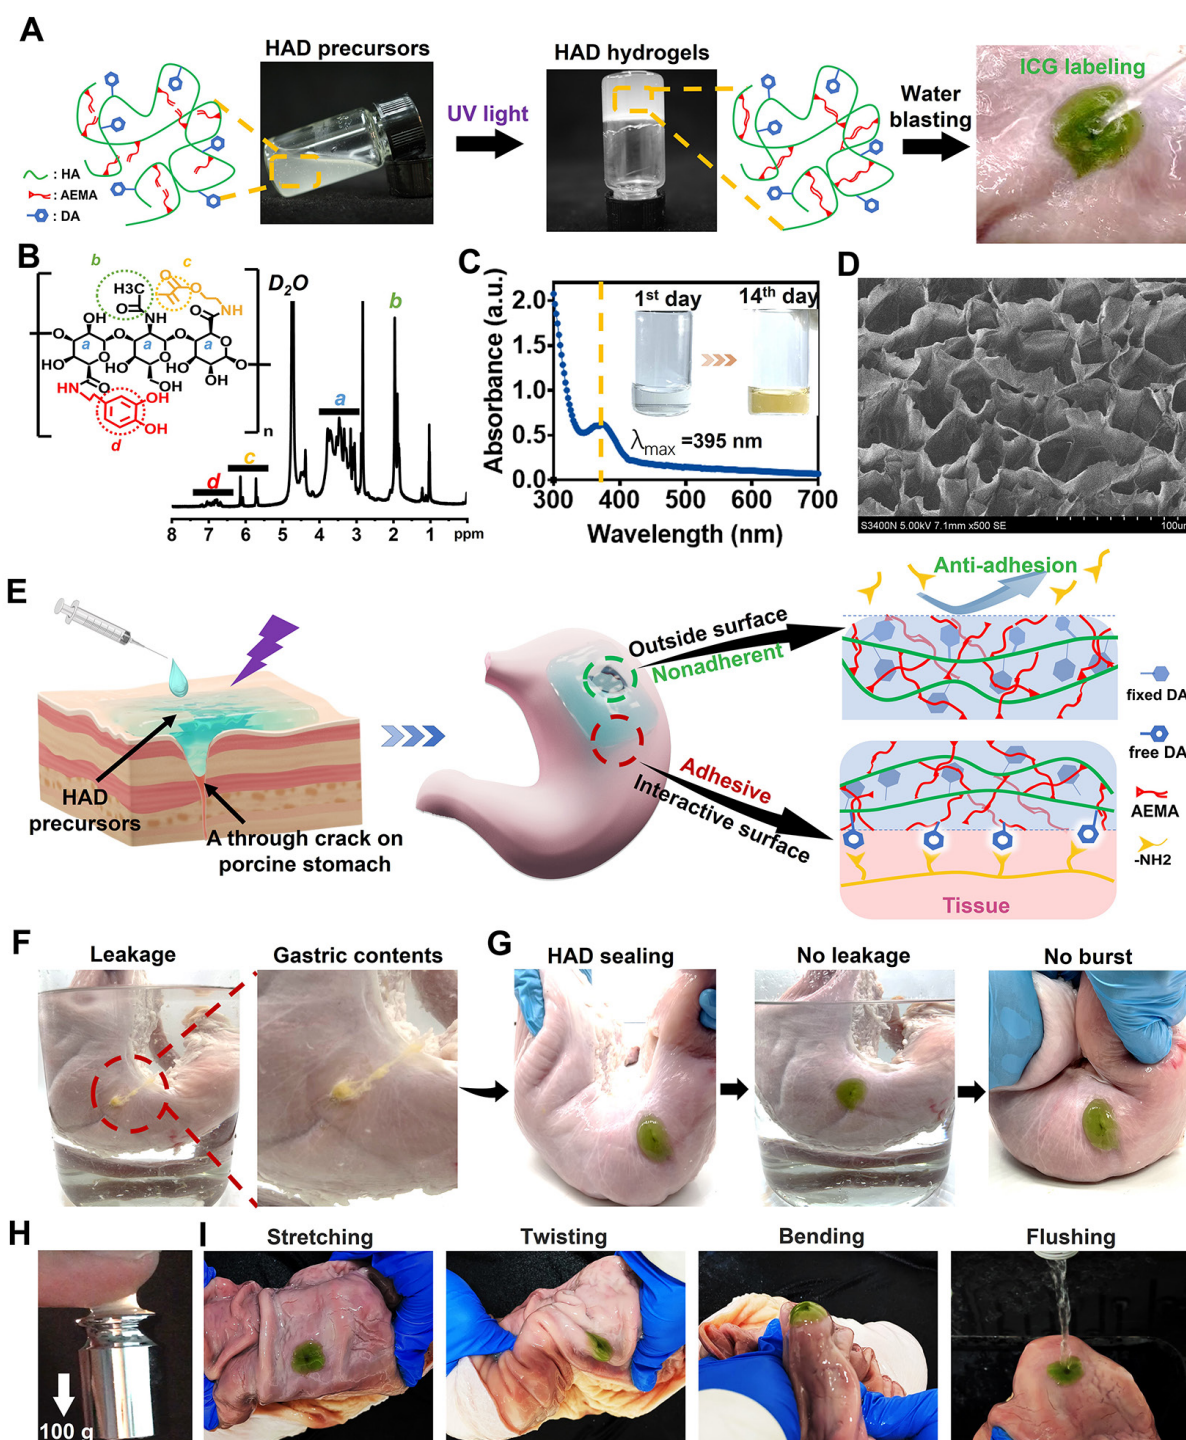 A
HAD precursors
UV light
HAD hydrogels
Water
blasting
ICG labeling
: HA
: AEMA
: DA
B
b
c
H3C
O
O
O
NH
NH
O
OH
OH
HO
OH
OH
OH
O
O
O
O
a
a
a
HN
O
OH
OH
d
n
D2O
a
b
c
d
8 7 6 5 4 3 2 1 ppm
C
Absorbance (a.u.)
2.0
1.5
1.0
0.5
0.0
1st day
14th day
λmax =395 nm
300 400 500 600 700
Wavelength (nm)
D
S3400N 5.00kV 7.1mm x500 SE
100um
E
HAD
precursors
A through crack on
porcine stomach
Outside surface
Nonadherent
Adhesive
Interactive surface
Anti-adhesion
fixed DA
free DA
AEMA
-NH2
Tissue
F
Leakage
Gastric contents
G
HAD sealing
No leakage
No burst
H
100 g
I
Stretching
Twisting
Bending
Flushing